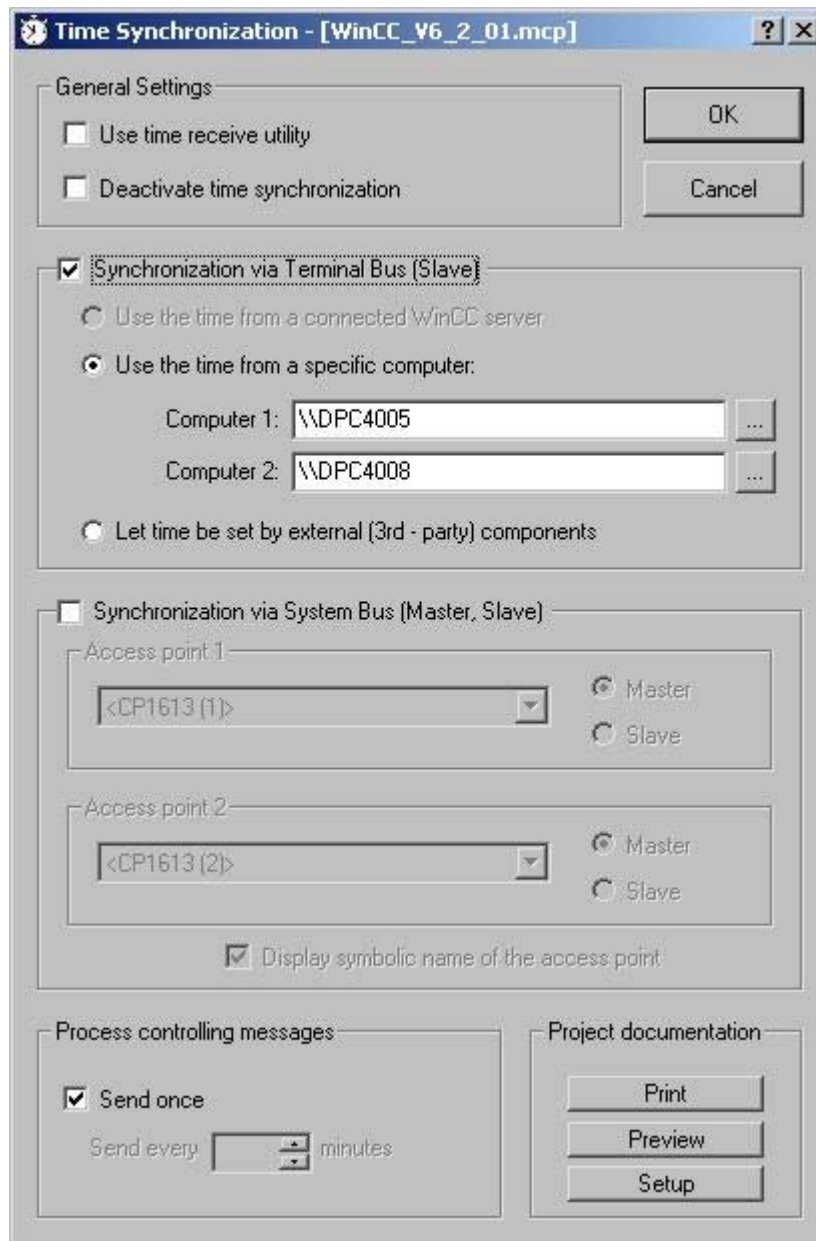 Time Synchronization - [WinCC_V6_2_01.mcp]
General Settings
Use time receive utility
Deactivate time synchronization
OK
Cancel
Synchronization via Terminal Bus (Slave)
Use the time from a connected WinCC server
Use the time from a specific computer:
Computer 1: \\DPC4005 ...
Computer 2: \\DPC4008 ...
Let time be set by external (3rd - party) components
Synchronization via System Bus (Master, Slave)
Access point 1
<CP1613 (1)>
Master
Slave
Access point 2
<CP1613 (2)>
Master
Slave
Display symbolic name of the access point
Process controlling messages
Send once
Send every minutes
Project documentation
Print
Preview
Setup